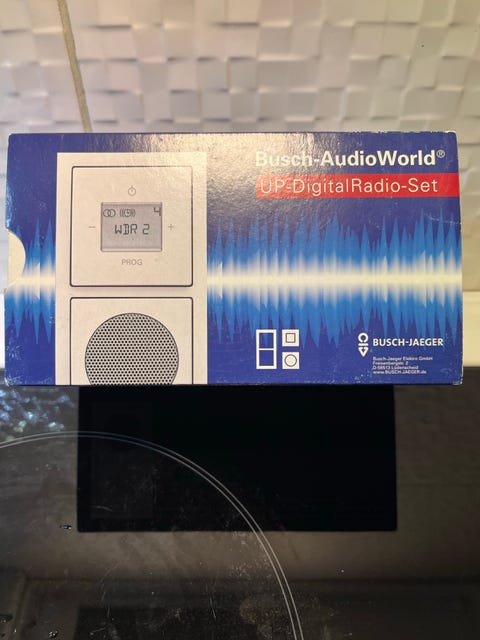 Busch-AudioWorld®
UP-DigitalRadio-Set
4
WDR 2
− +
PROG
BUSCH-JAEGER
Busch-Jaeger Elektro GmbH
Freisenbergstr. 2
D-58513 Lüdenscheid
www.BUSCH-JAEGER.de